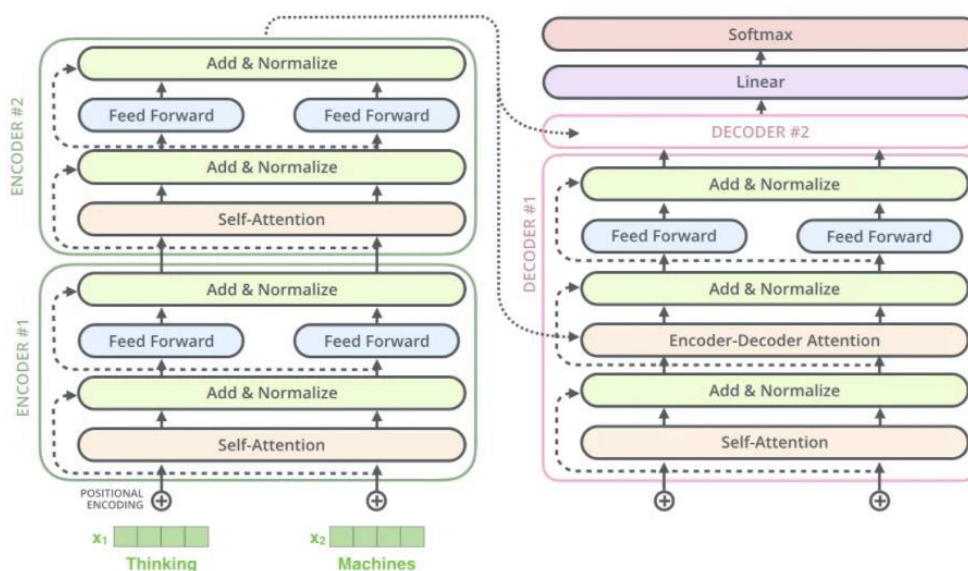 ENCODER #2
Add & Normalize
Feed Forward Feed Forward
Add & Normalize
Self-Attention
ENCODER #1
Add & Normalize
Feed Forward Feed Forward
Add & Normalize
Self-Attention
POSITIONAL
ENCODING
x1 x2
Thinking Machines
Softmax
Linear
DECODER #2
DECODER #1
Add & Normalize
Feed Forward Feed Forward
Add & Normalize
Encoder-Decoder Attention
Add & Normalize
Self-Attention